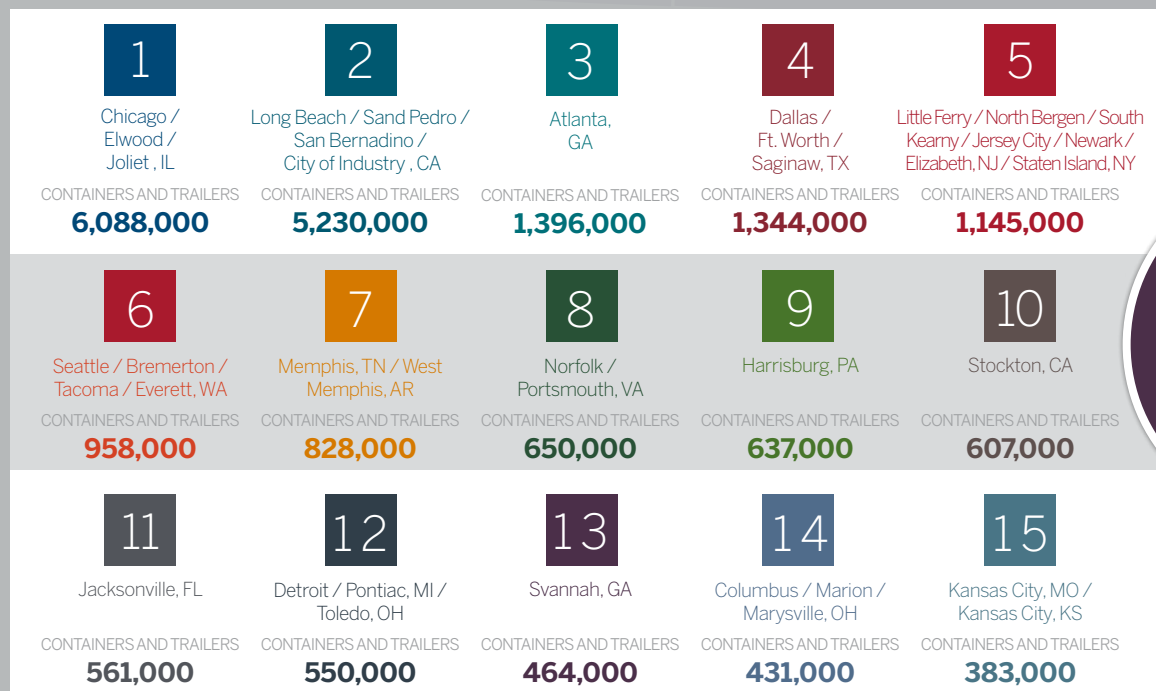 1
Chicago /
Elwood /
Joliet , IL
CONTAINERS AND TRAILERS
6,088,000
2
Long Beach / Sand Pedro /
San Bernadino /
City of Industry , CA
CONTAINERS AND TRAILERS
5,230,000
3
Atlanta,
GA
CONTAINERS AND TRAILERS
1,396,000
4
Dallas /
Ft. Worth /
Saginaw, TX
CONTAINERS AND TRAILERS
1,344,000
5
Little Ferry / North Bergen / South
Kearny / Jersey City / Newark /
Elizabeth, NJ / Staten Island, NY
CONTAINERS AND TRAILERS
1,145,000
6
Seattle / Bremerton /
Tacoma / Everett, WA
CONTAINERS AND TRAILERS
958,000
7
Memphis, TN / West
Memphis, AR
CONTAINERS AND TRAILERS
828,000
8
Norfolk /
Portsmouth, VA
CONTAINERS AND TRAILERS
650,000
9
Harrisburg, PA
CONTAINERS AND TRAILERS
637,000
10
Stockton, CA
CONTAINERS AND TRAILERS
607,000
11
Jacksonville, FL
CONTAINERS AND TRAILERS
561,000
12
Detroit / Pontiac, MI /
Toledo, OH
CONTAINERS AND TRAILERS
550,000
13
Svannah, GA
CONTAINERS AND TRAILERS
464,000
14
Columbus / Marion /
Marysville, OH
CONTAINERS AND TRAILERS
431,000
15
Kansas City, MO /
Kansas City, KS
CONTAINERS AND TRAILERS
383,000